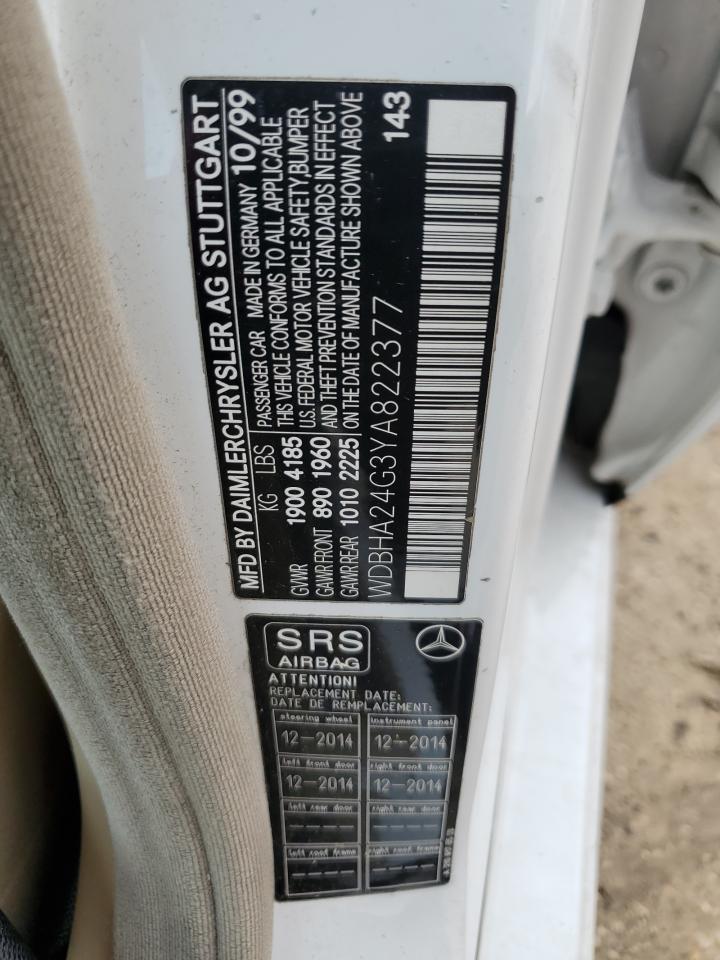 MFD BY DAIMLERCHRYSLER AG STUTTGART
10/99
KG LBS
GVWR 1900 4185
GAWR FRONT 890 1960
GAWR REAR 1010 2225
PASSENGER CAR MADE IN GERMANY
THIS VEHICLE CONFORMS TO ALL APPLICABLE
U.S. FEDERAL MOTOR VEHICLE SAFETY,BUMPER
AND THEFT PREVENTION STANDARDS IN EFFECT
ON THE DATE OF MANUFACTURE SHOWN ABOVE
WDBHA24G3YA822377
143
SRS
AIRBAG
ATTENTION!
REPLACEMENT DATE:
DATE DE REMPLACEMENT:
steering wheel instrument panel
12-2014 12-2014
left front door right front door
12-2014 12-2014
left rear door right rear door
---- ----
left roof frame right roof frame
---- ----